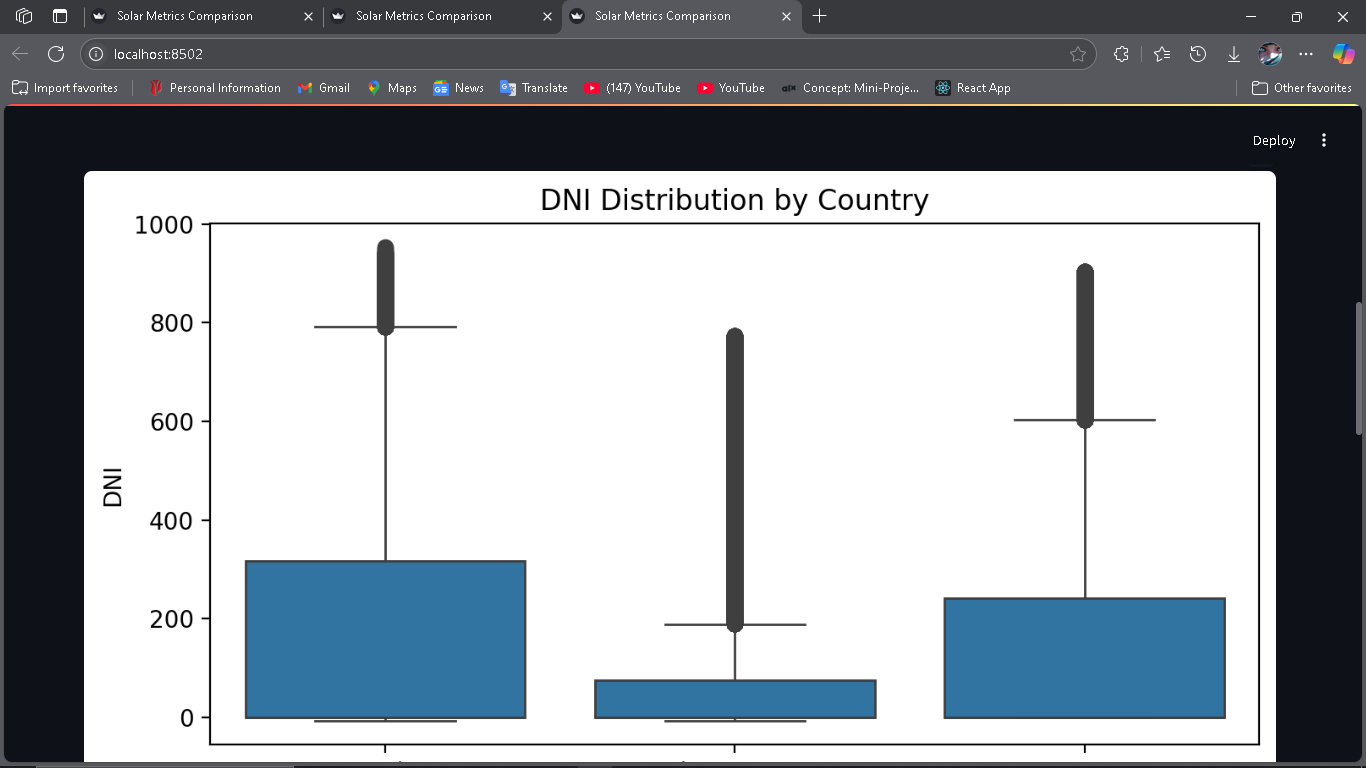 Solar Metrics Comparison Solar Metrics Comparison Solar Metrics Comparison
localhost:8502
Import favorites Personal Information Gmail Maps News Translate (147) YouTube YouTube Concept: Mini-Proje... React App Other favorites
Deploy
DNI Distribution by Country
1000
800
600
400
200
0
DNI